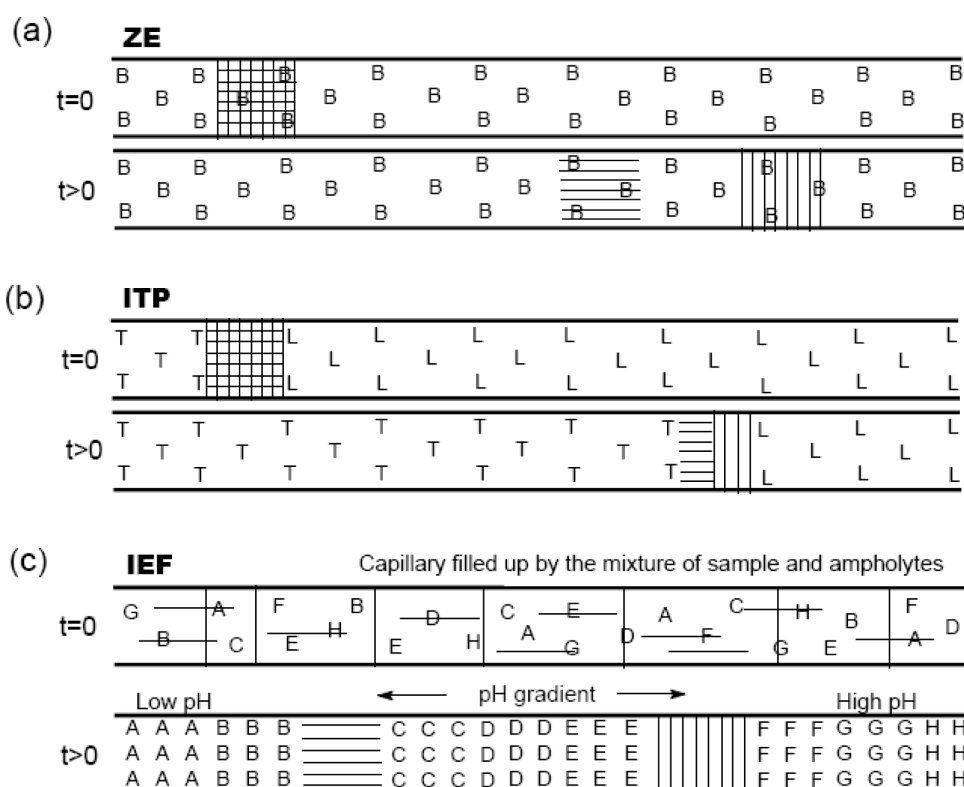 (a)
ZE
t=0
B B B B B B B B B B
B B B B B B B B B
B B B B B B B B B B
t>0
B B B B B B B B B B
B B B B B B B B B
B B B B B B B B B B
(b)
ITP
t=0
T T L L L L L L L L
T L L L L L L L
T T L L L L L L L L
t>0
T T T T T T T L L L
T T T T T T L L
T T T T T T T L L L
(c)
IEF
Capillary filled up by the mixture of sample and ampholytes
t=0
G A F B D C E A C H B F D
B C E H E H A G D F G E A
Low pH pH gradient High pH
t>0
A A A B B B C C C D D D E E E F F F G G G H H
A A A B B B C C C D D D E E E F F F G G G H H
A A A B B B C C C D D D E E E F F F G G G H H